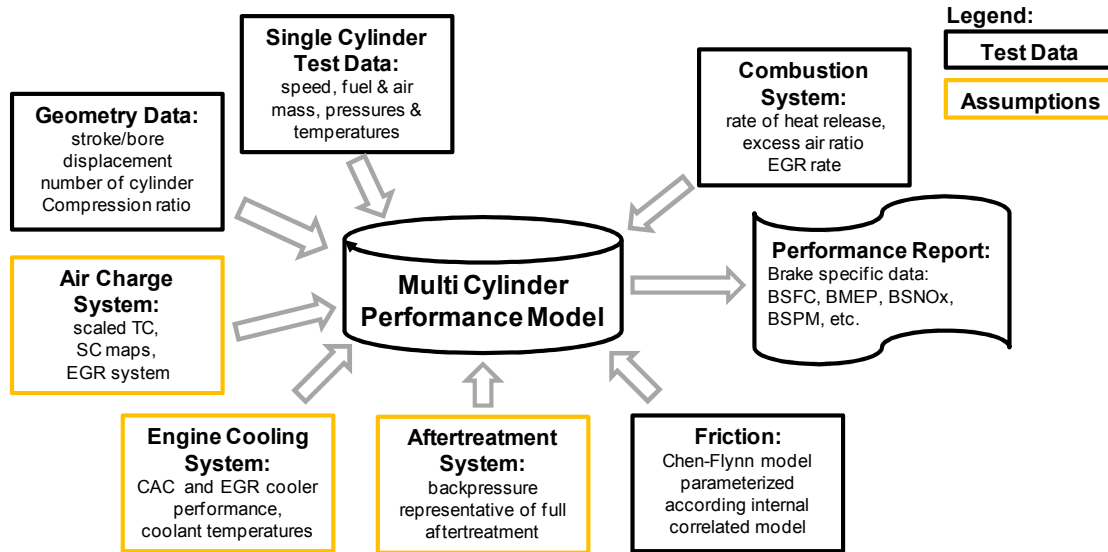 Legend:
Test Data
Assumptions
Single Cylinder
Test Data:
speed, fuel & air
mass, pressures &
temperatures
Combustion
System:
rate of heat release,
excess air ratio
EGR rate
Geometry Data:
stroke/bore
displacement
number of cylinder
Compression ratio
Multi Cylinder
Performance Model
Performance Report:
Brake specific data:
BSFC, BMEP, BSNOx,
BSPM, etc.
Air Charge
System:
scaled TC,
SC maps,
EGR system
Engine Cooling
System:
CAC and EGR cooler
performance,
coolant temperatures
Aftertreatment
System:
backpressure
representative of full
aftertreatment
Friction:
Chen-Flynn model
parameterized
according internal
correlated model